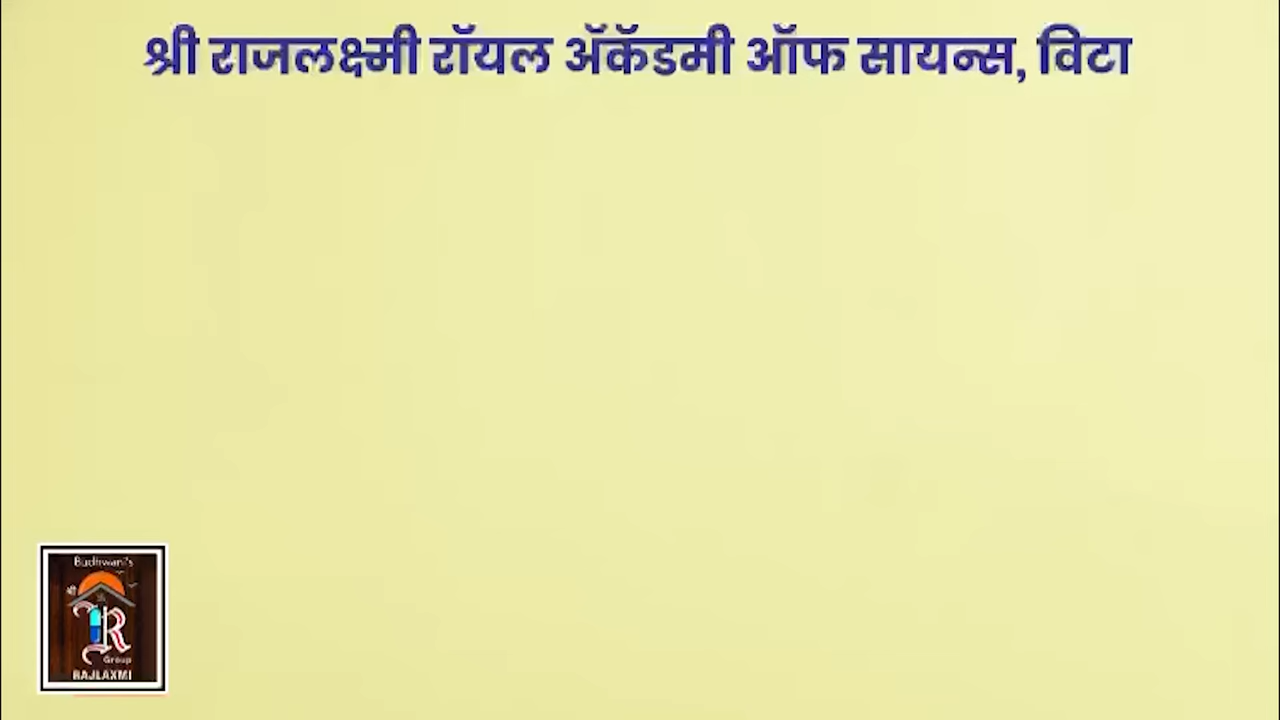 श्री राजलक्ष्मी रॉयल ॲकॅडमी ऑफ सायन्स, विटा
Budhwani's
श्री
R
Group
RAJLAXMI